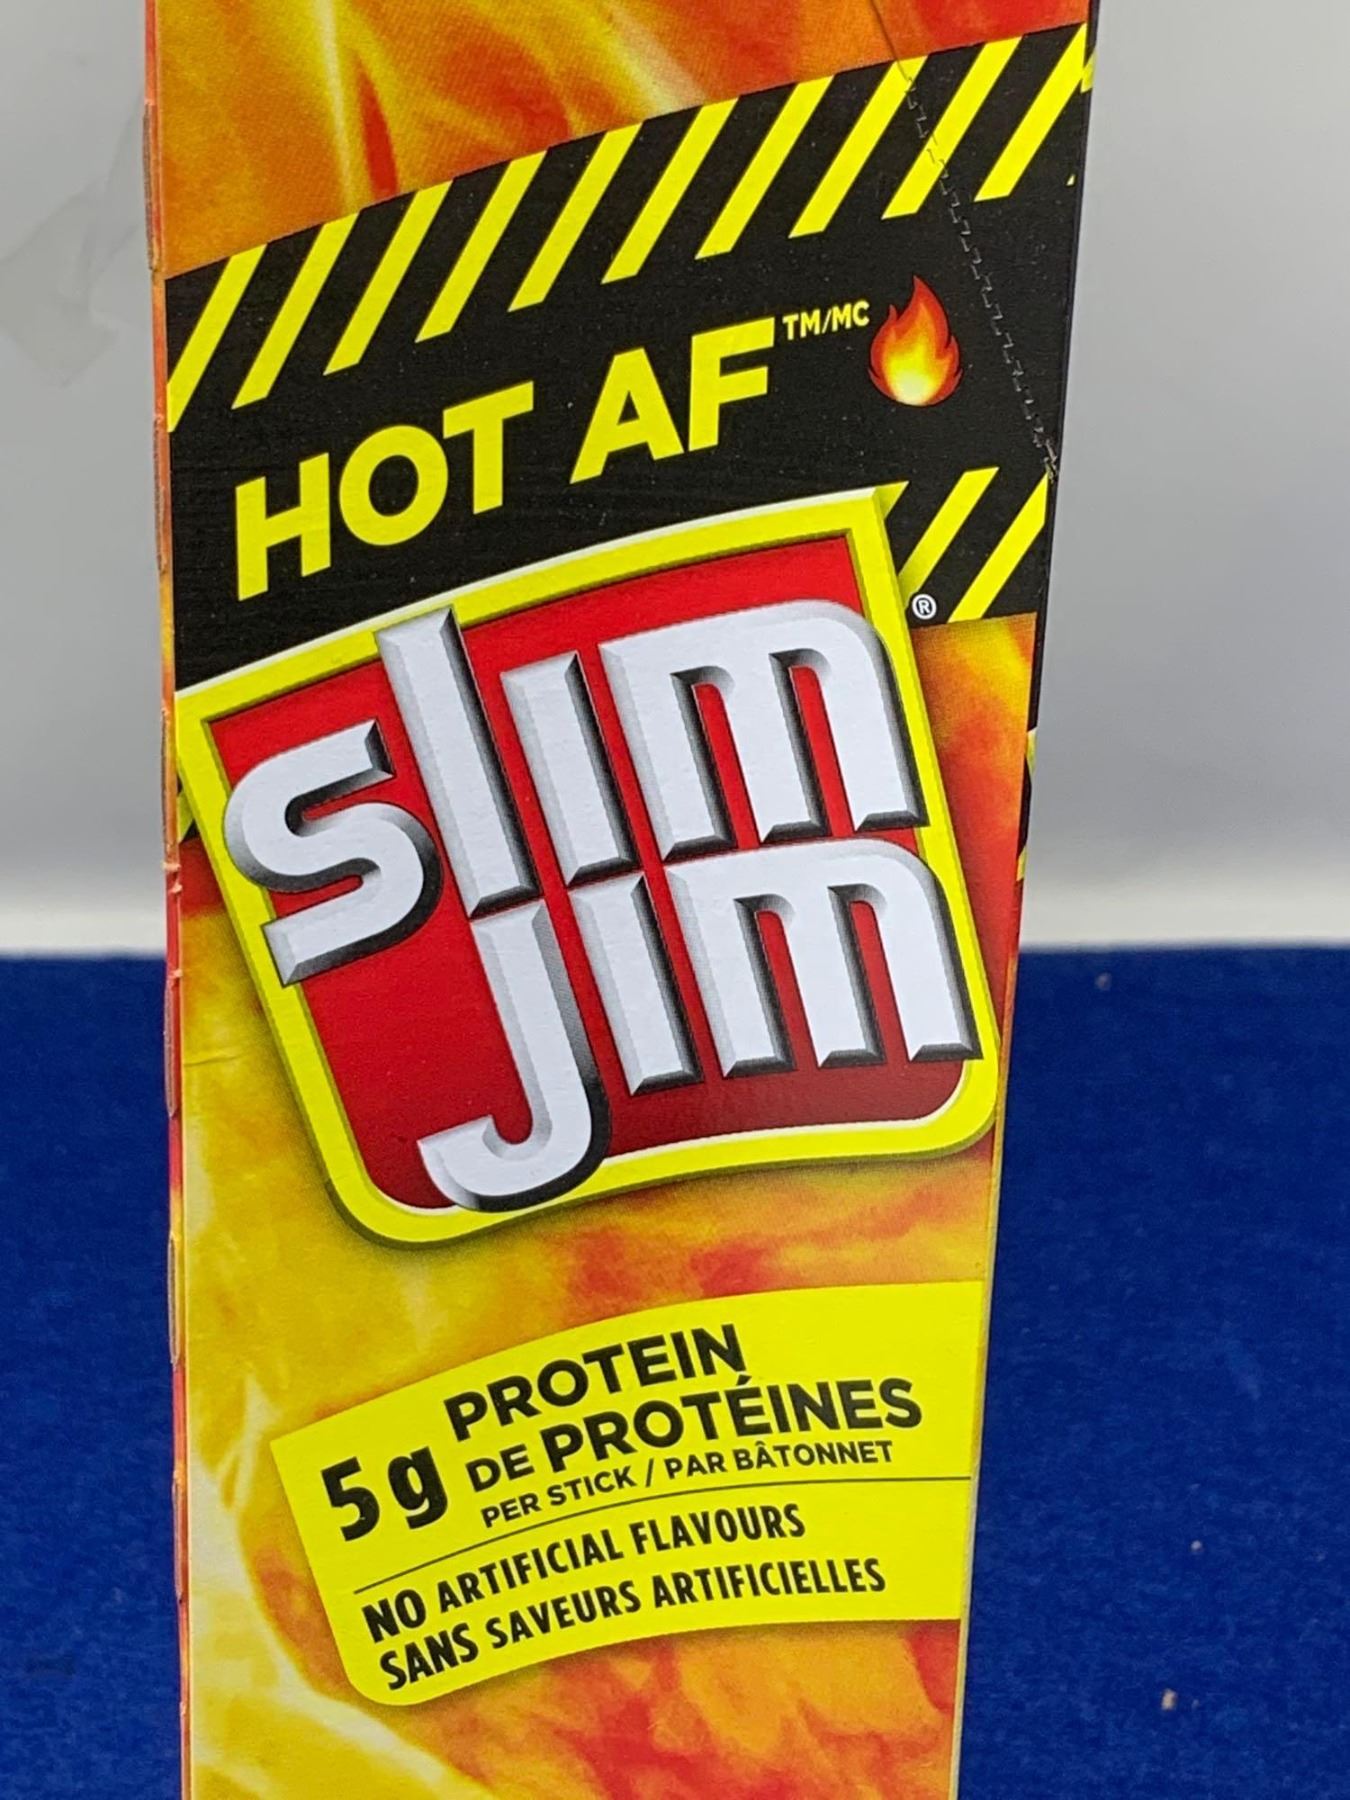 HOT AF TM/MC
slim ®
Jim
5g PROTEIN
DE PROTÉINES
PER STICK / PAR BÂTONNET
NO ARTIFICIAL FLAVOURS
SANS SAVEURS ARTIFICIELLES